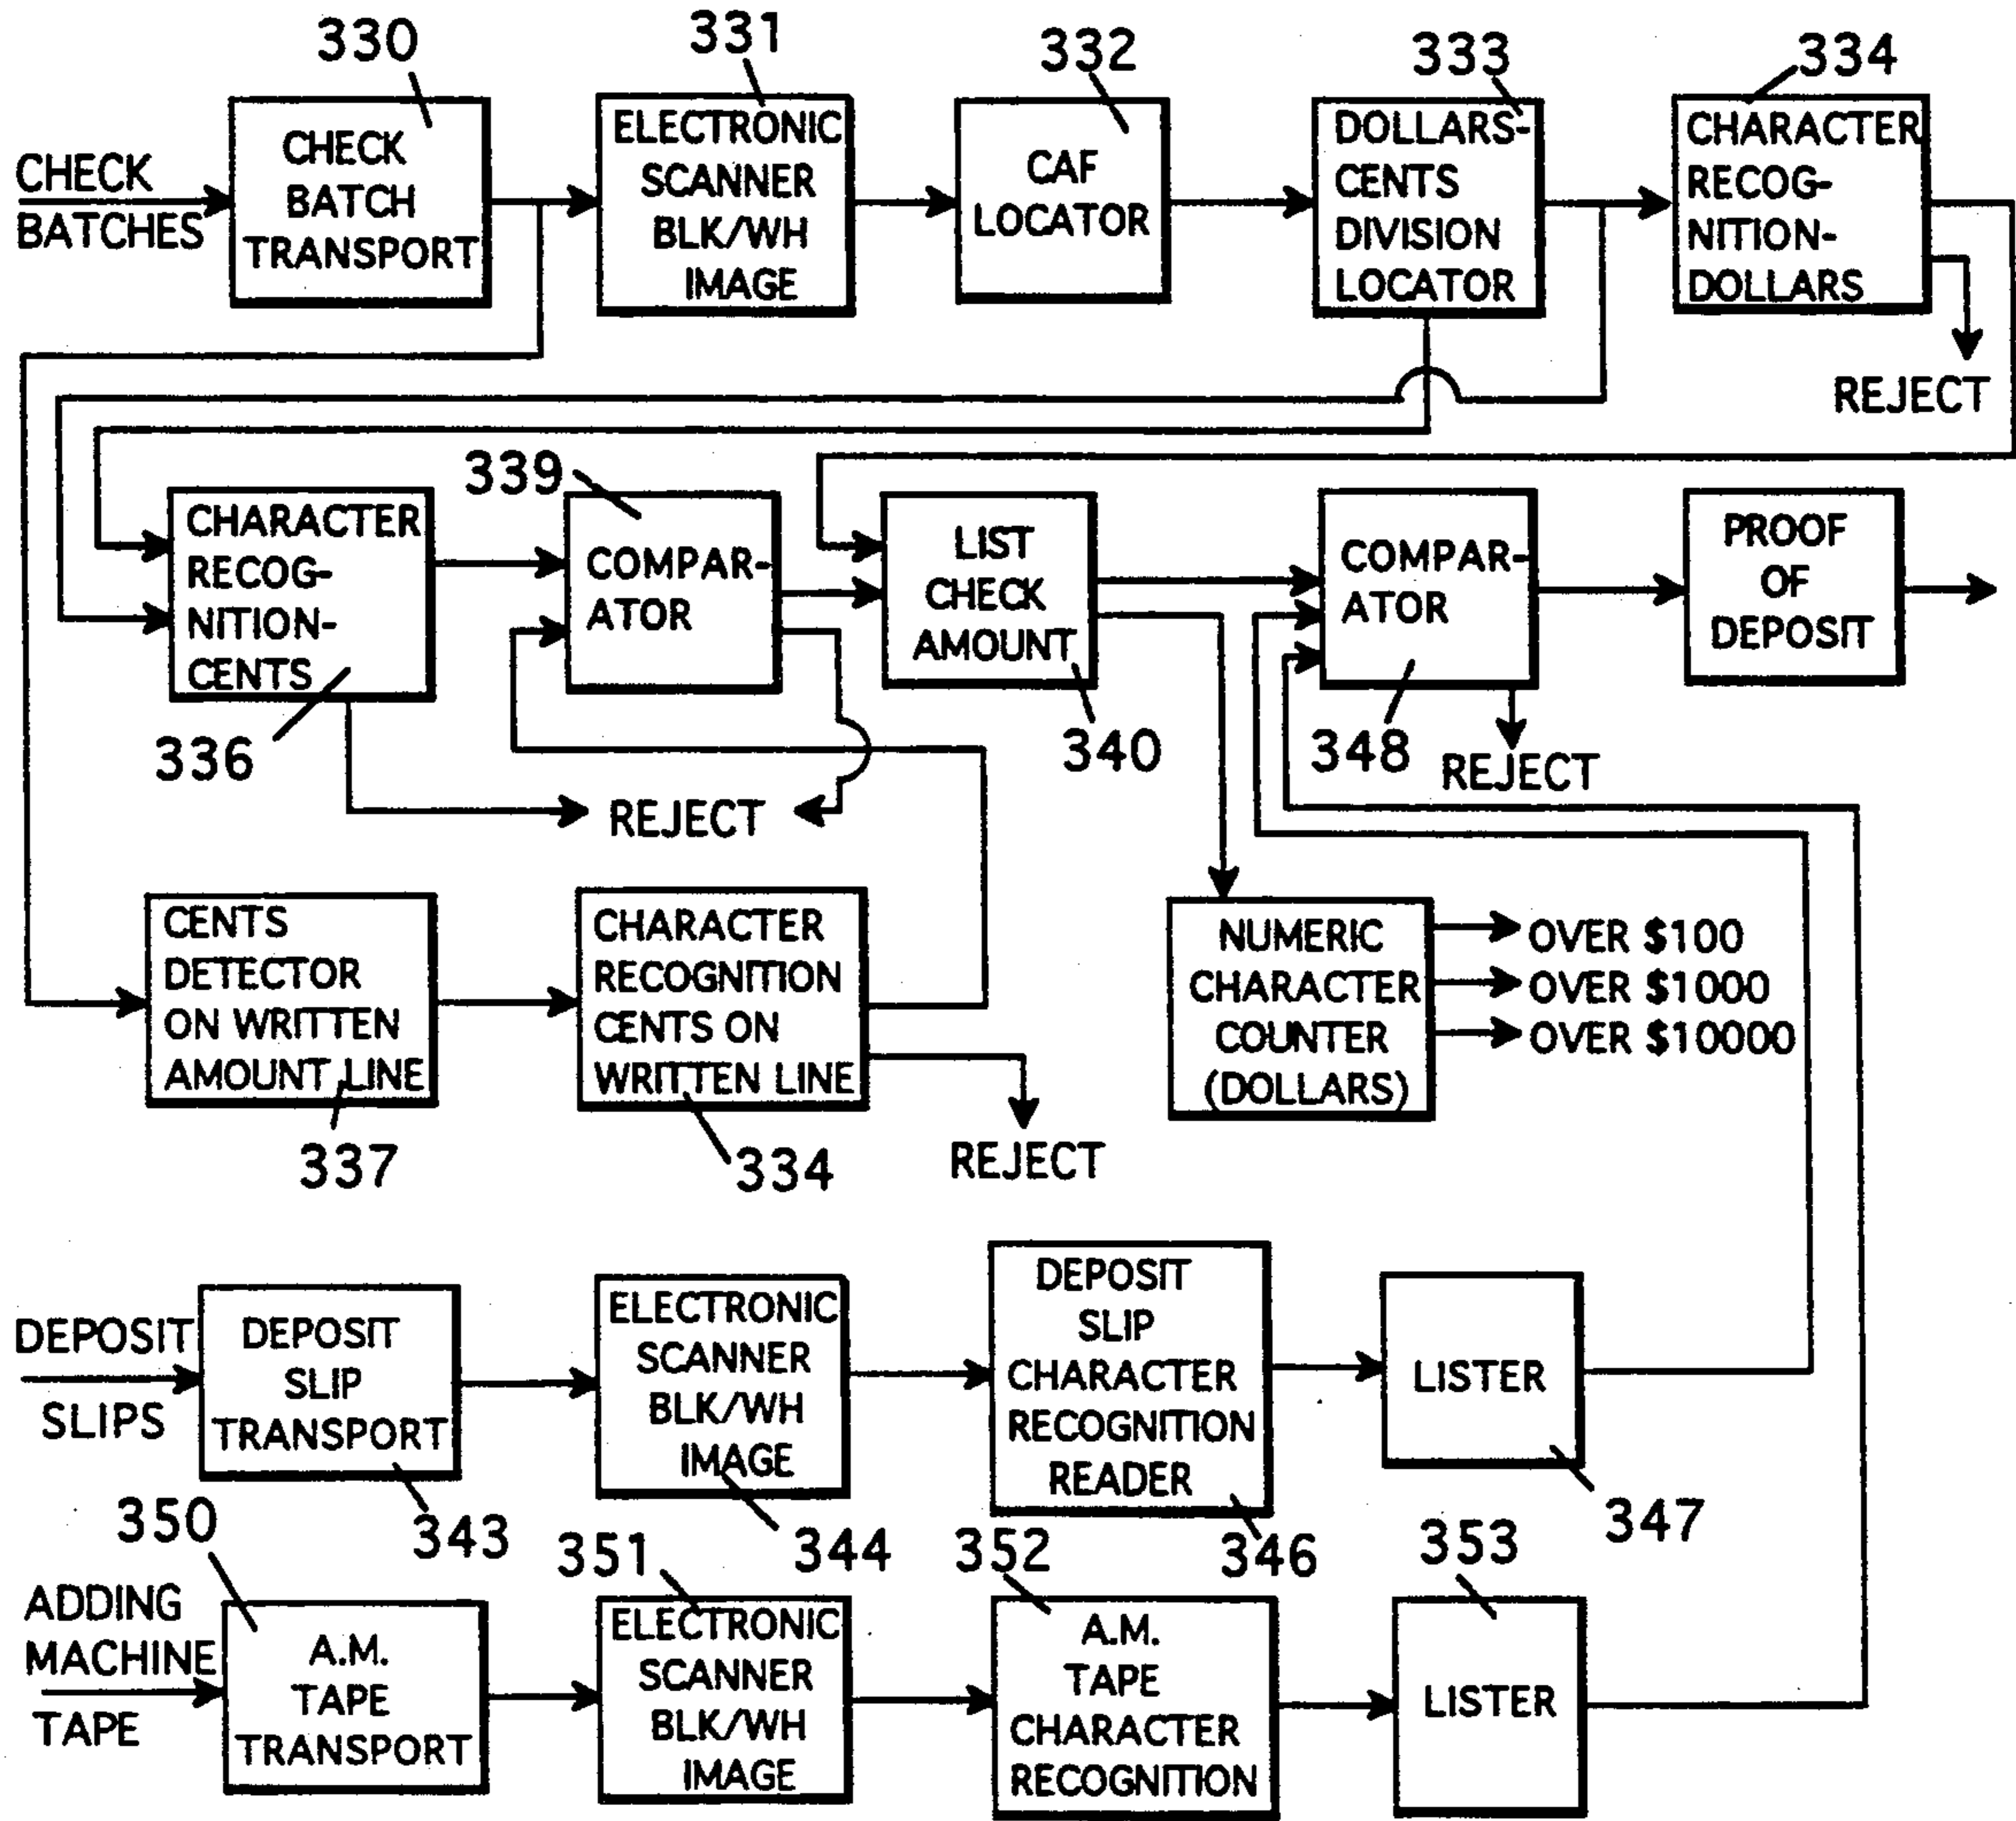 330
331
332
333
334
CHECK
BATCHES
CHECK
BATCH
TRANSPORT
ELECTRONIC
SCANNER
BLK/WH
IMAGE
CAF
LOCATOR
DOLLARS-
CENTS
DIVISION
LOCATOR
CHARACTER
RECOG-
NITION-
DOLLARS
REJECT
339
CHARACTER
RECOG-
NITION-
CENTS
336
COMPAR-
ATOR
LIST
CHECK
AMOUNT
340
COMPAR-
ATOR
348
PROOF
OF
DEPOSIT
REJECT
REJECT
CENTS
DETECTOR
ON WRITTEN
AMOUNT LINE
337
CHARACTER
RECOGNITION
CENTS ON
WRITTEN LINE
334
REJECT
NUMERIC
CHARACTER
COUNTER
(DOLLARS)
OVER $100
OVER $1000
OVER $10000
DEPOSIT
SLIPS
DEPOSIT
SLIP
TRANSPORT
343
ELECTRONIC
SCANNER
BLK/WH
IMAGE
344
DEPOSIT
SLIP
CHARACTER
RECOGNITION
READER
346
LISTER
347
350
351
352
353
ADDING
MACHINE
TAPE
A.M.
TAPE
TRANSPORT
ELECTRONIC
SCANNER
BLK/WH
IMAGE
A.M.
TAPE
CHARACTER
RECOGNITION
LISTER